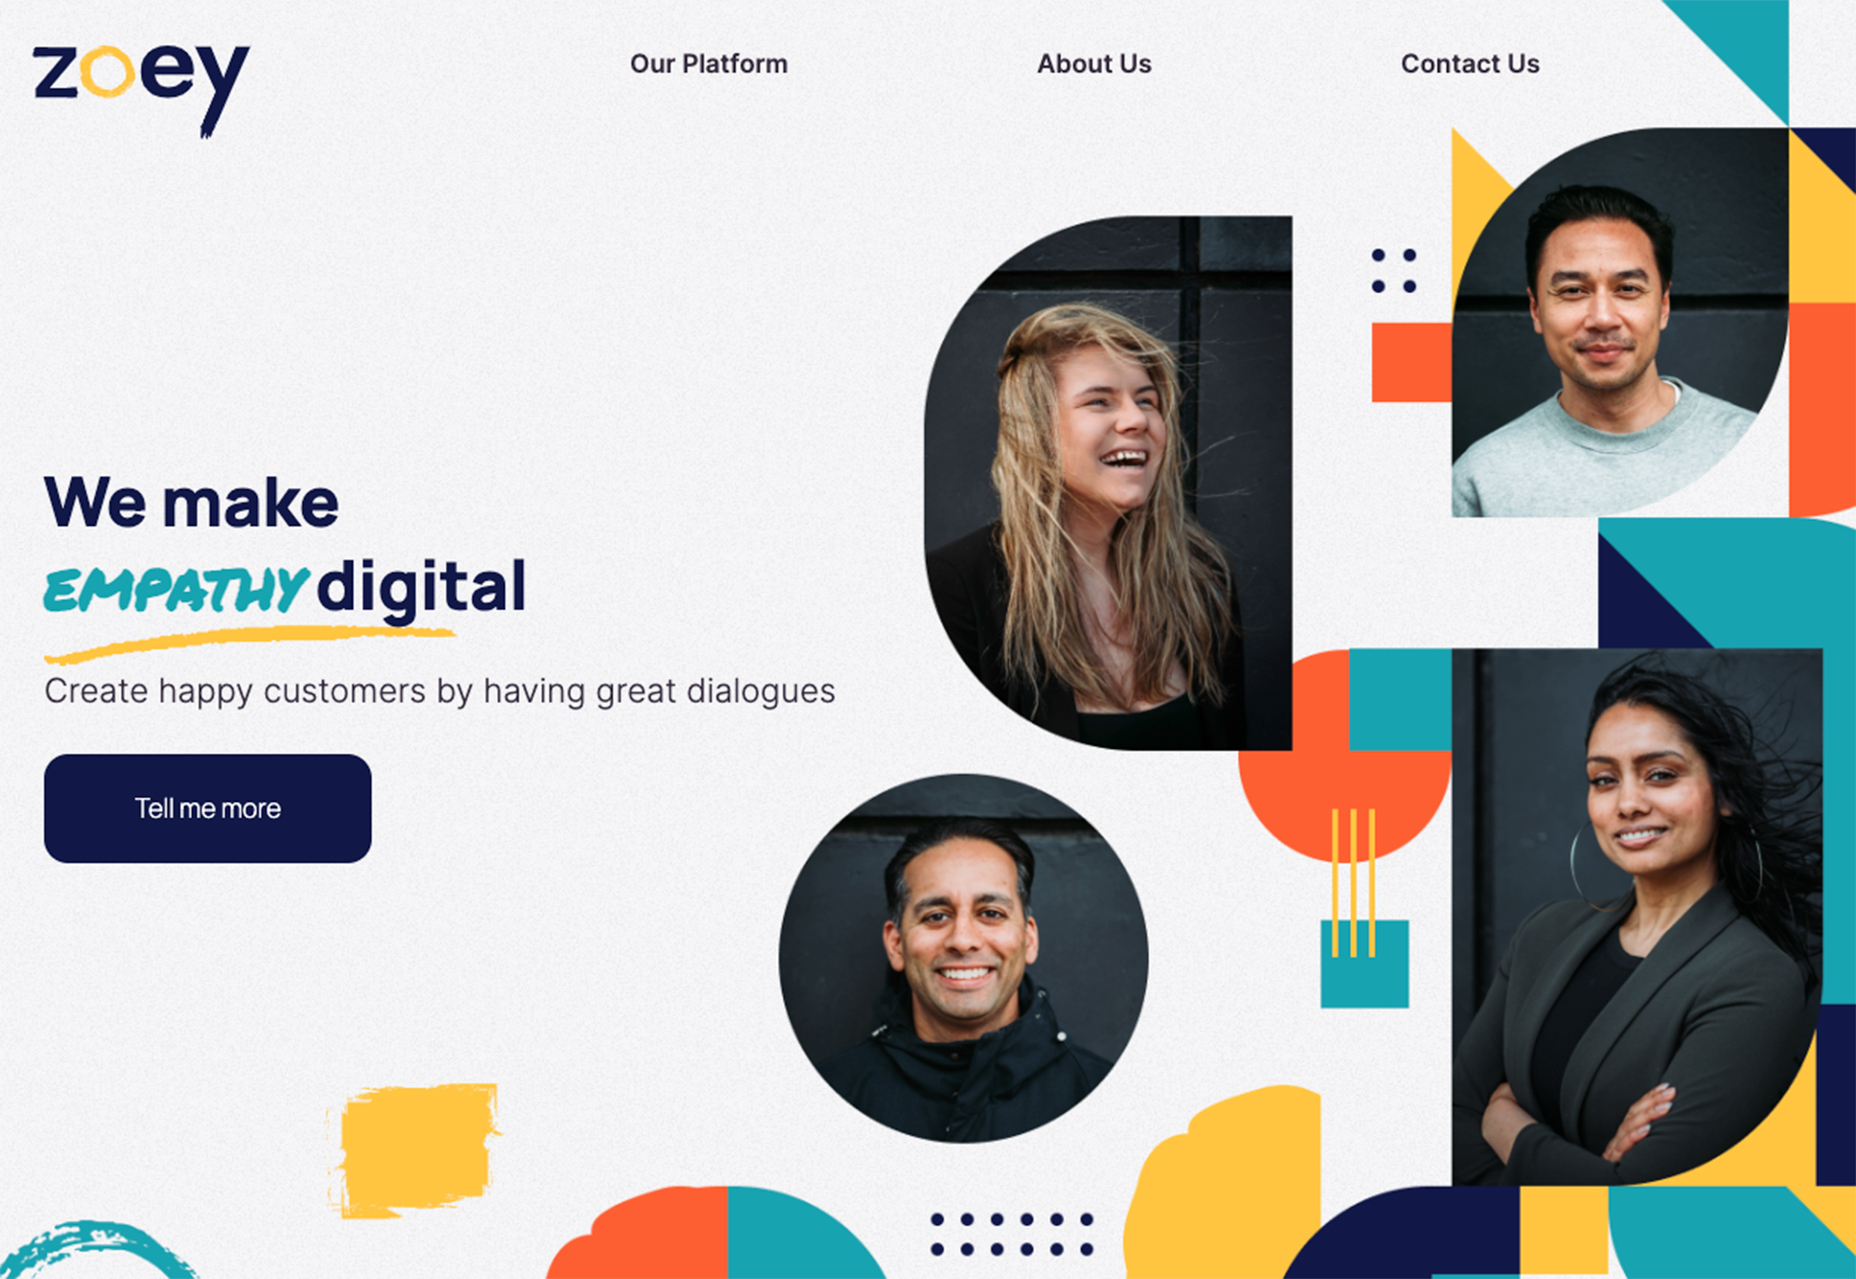 zoey
Our Platform
About Us
Contact Us
We make
EMPATHY digital
Create happy customers by having great dialogues
Tell me more